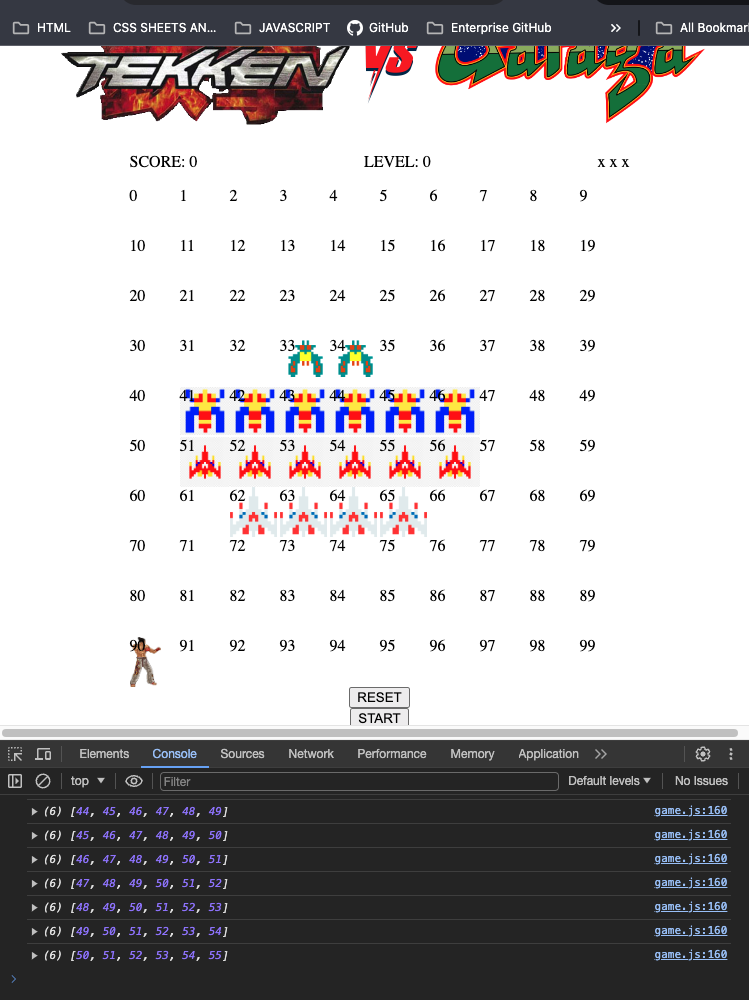 HTML CSS SHEETS AN... JAVASCRIPT GitHub Enterprise GitHub » All Bookmar
TEKKEN VS Galaga
SCORE: 0 LEVEL: 0 x x x
0 1 2 3 4 5 6 7 8 9
10 11 12 13 14 15 16 17 18 19
20 21 22 23 24 25 26 27 28 29
30 31 32 33 34 35 36 37 38 39
40 41 42 43 44 45 46 47 48 49
50 51 52 53 54 55 56 57 58 59
60 61 62 63 64 65 66 67 68 69
70 71 72 73 74 75 76 77 78 79
80 81 82 83 84 85 86 87 88 89
90 91 92 93 94 95 96 97 98 99
RESET
START
Elements Console Sources Network Performance Memory Application »
top ▼ Filter Default levels ▼ No Issues
▶ (6) [44, 45, 46, 47, 48, 49] game.js:160
▶ (6) [45, 46, 47, 48, 49, 50] game.js:160
▶ (6) [46, 47, 48, 49, 50, 51] game.js:160
▶ (6) [47, 48, 49, 50, 51, 52] game.js:160
▶ (6) [48, 49, 50, 51, 52, 53] game.js:160
▶ (6) [49, 50, 51, 52, 53, 54] game.js:160
▶ (6) [50, 51, 52, 53, 54, 55] game.js:160
>